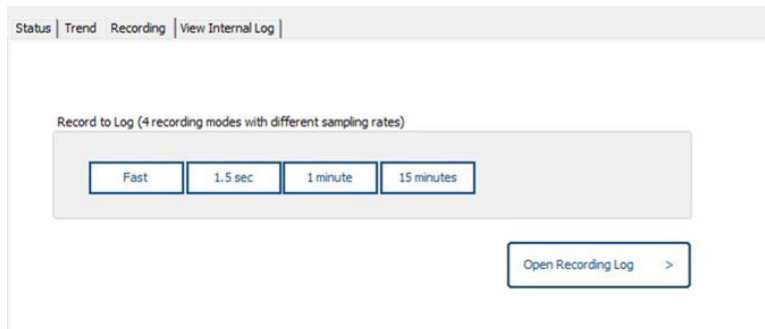 Status Trend Recording View Internal Log
Record to Log (4 recording modes with different sampling rates)
Fast 1.5 sec 1 minute 15 minutes
Open Recording Log >